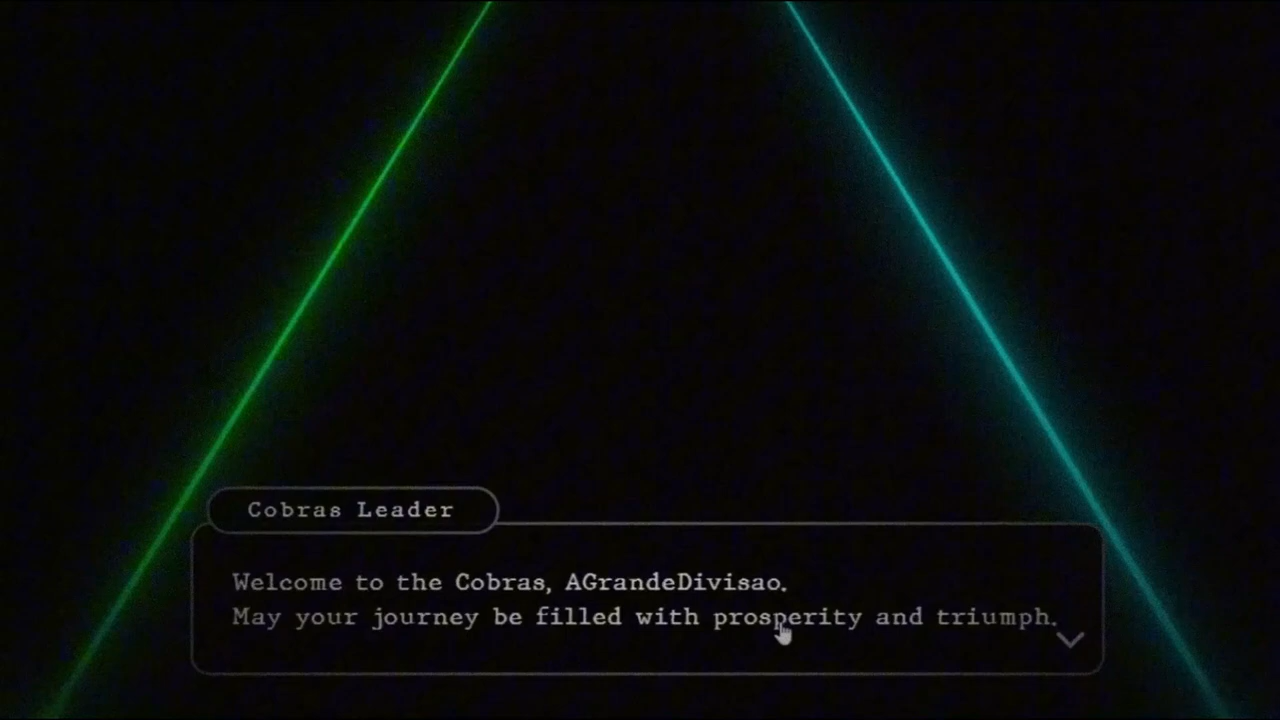 Cobras Leader
Welcome to the Cobras, AGrandeDivisao.
May your journey be filled with prosperity and triumph.